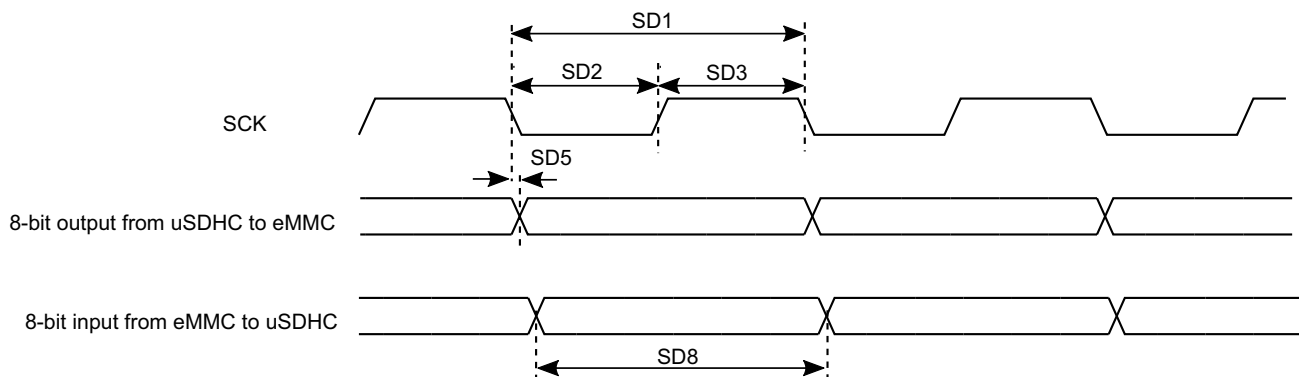 SD1
SD2
SD3
SCK
SD5
8-bit output from uSDHC to eMMC
8-bit input from eMMC to uSDHC
SD8